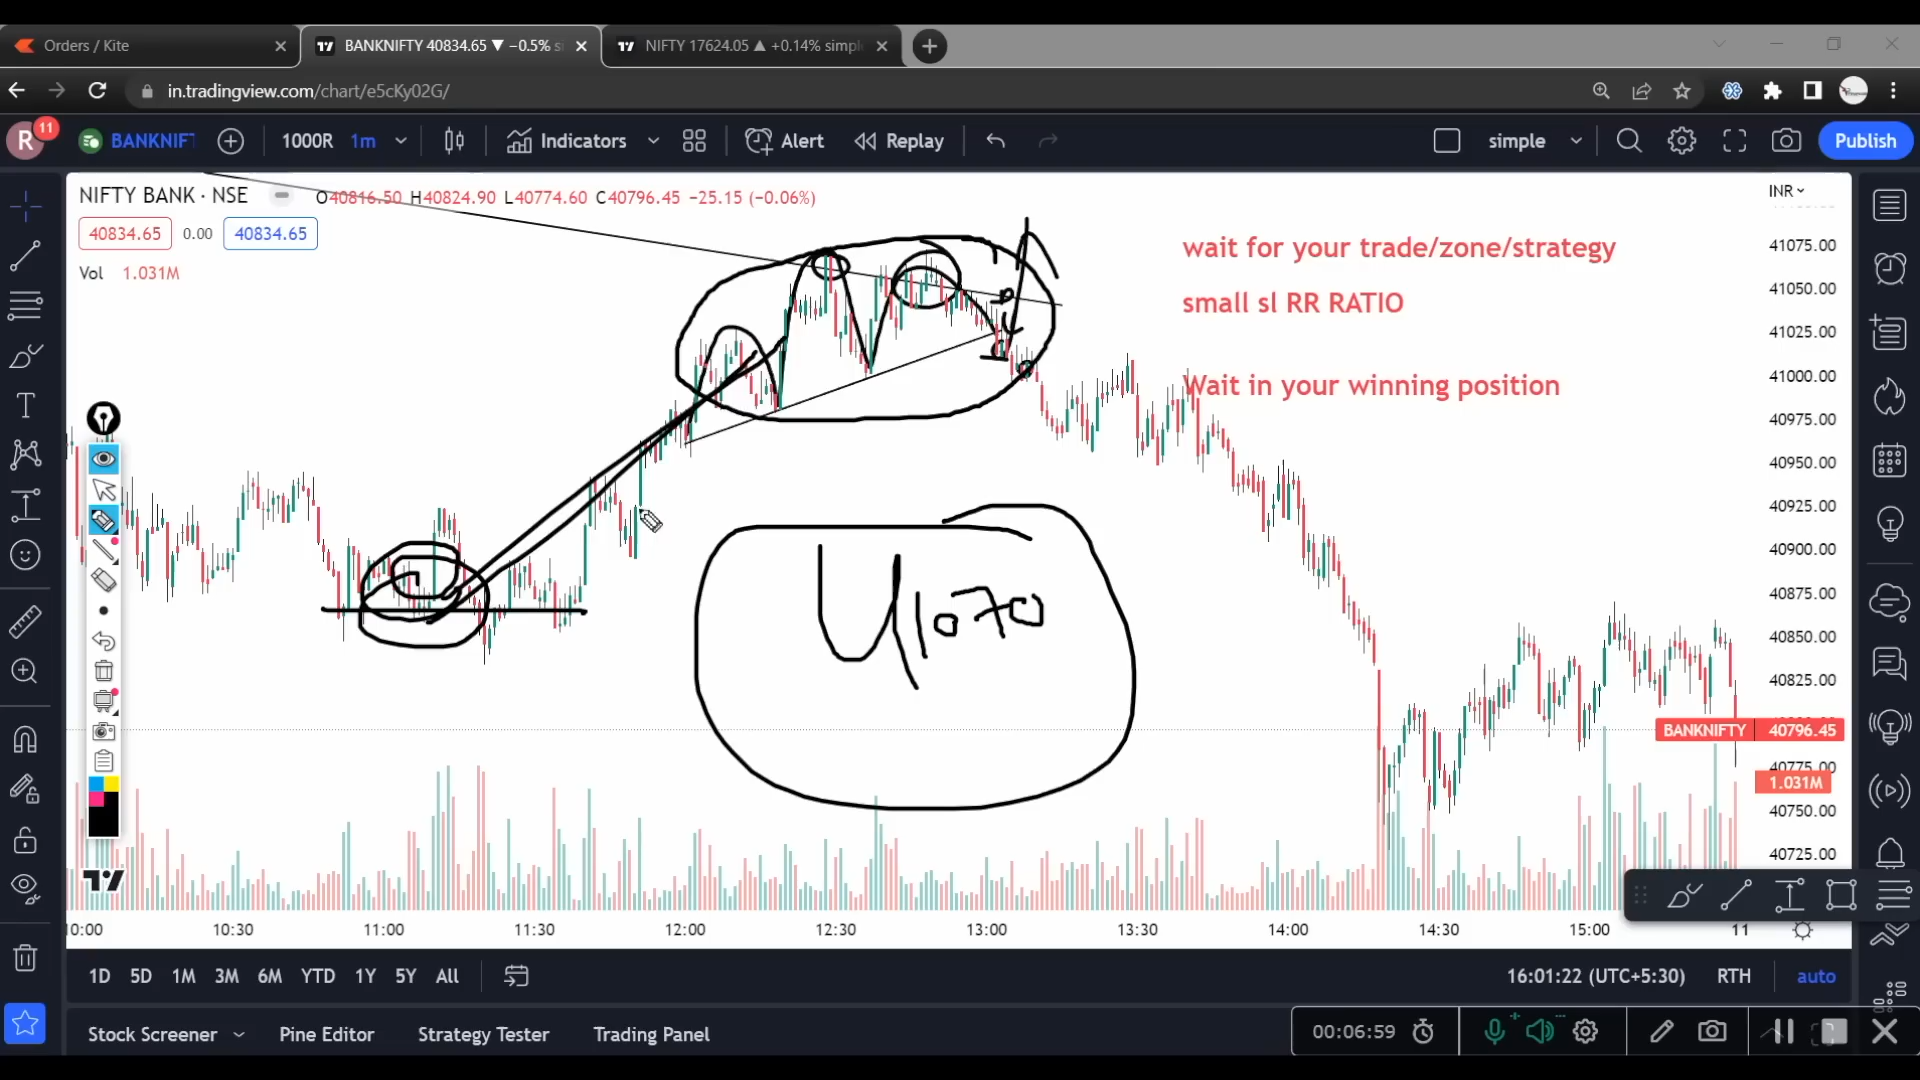 Orders / Kite
BANKNIFTY 40834.65 ▼ −0.5%
NIFTY 17624.05 ▲ +0.14% simpl
in.tradingview.com/chart/e5cKy02G/
R
11
BANKNIF
1000R
1m
Indicators
Alert
Replay
simple
Publish
NIFTY BANK · NSE
O40816.50 H40824.90 L40774.60 C40796.45 −25.15 (−0.06%)
40834.65
0.00
40834.65
Vol 1.031M
INR
wait for your trade/zone/strategy
small sl RR RATIO
Wait in your winning position
41070
41075.00
41050.00
41025.00
41000.00
40975.00
40950.00
40925.00
40900.00
40875.00
40850.00
40825.00
BANKNIFTY 40796.45
40775.00
1.031M
40750.00
40725.00
10:00
10:30
11:00
11:30
12:00
12:30
13:00
13:30
14:00
14:30
15:00
11
1D 5D 1M 3M 6M YTD 1Y 5Y All
16:01:22 (UTC+5:30)
RTH
auto
Stock Screener
Pine Editor
Strategy Tester
Trading Panel
00:06:59